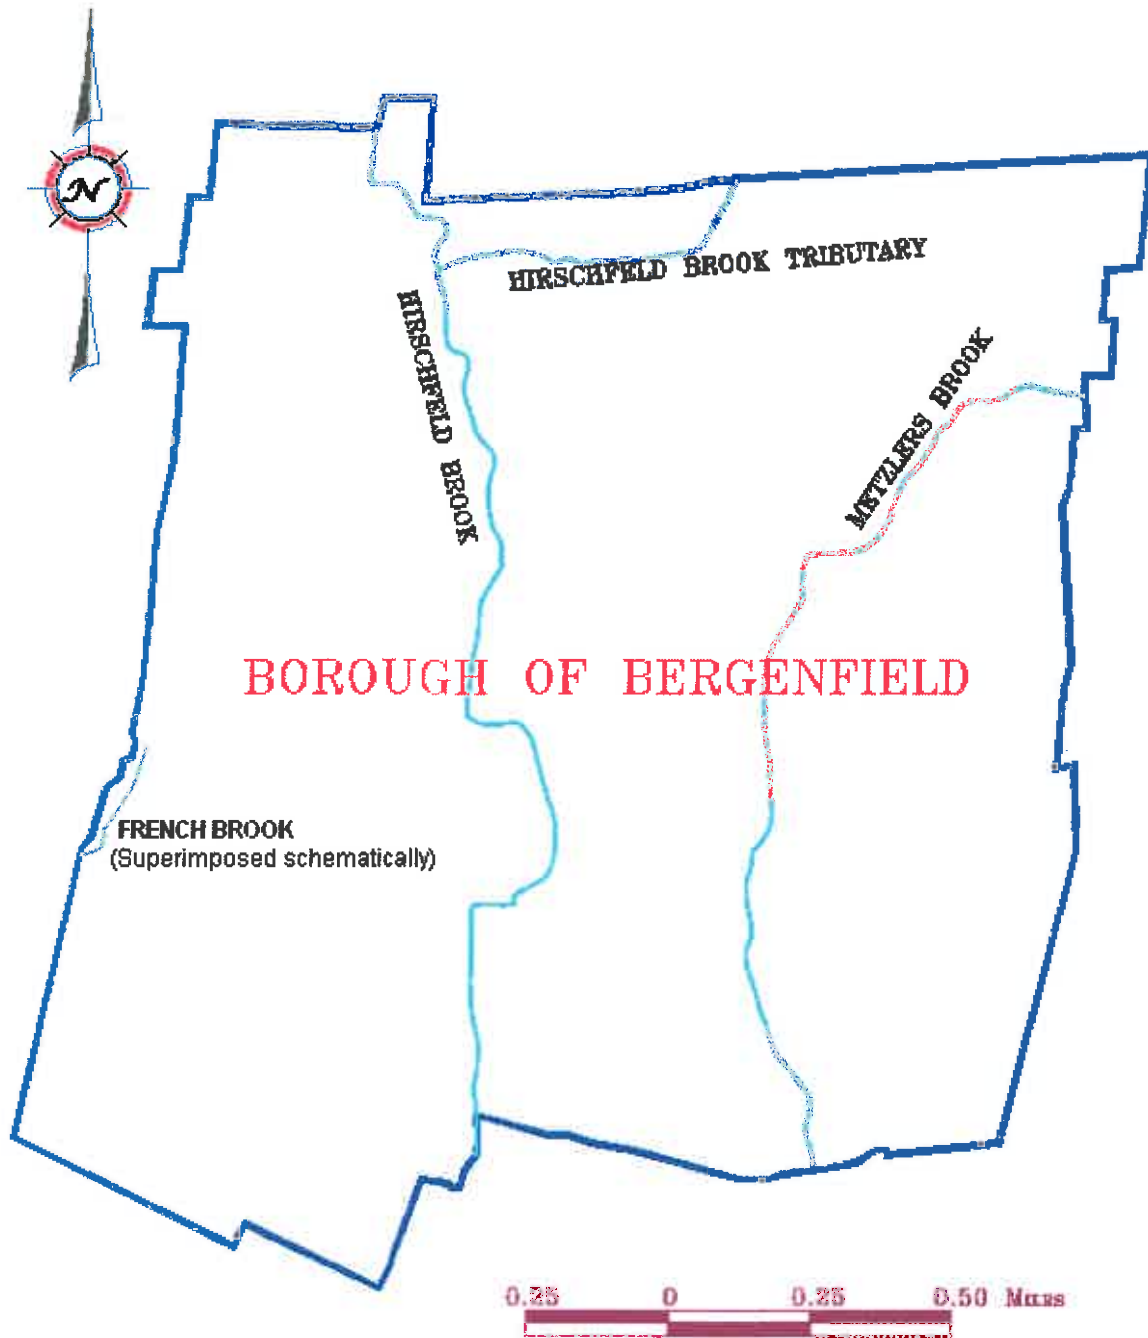 N
HIRSCHFELD BROOK TRIBUTARY
HIRSCHFELD BROOK
METZLERS BROOK
BOROUGH OF BERGENFIELD
FRENCH BROOK
(Superimposed schematically)
0.25 0 0.25 0.50 MILES